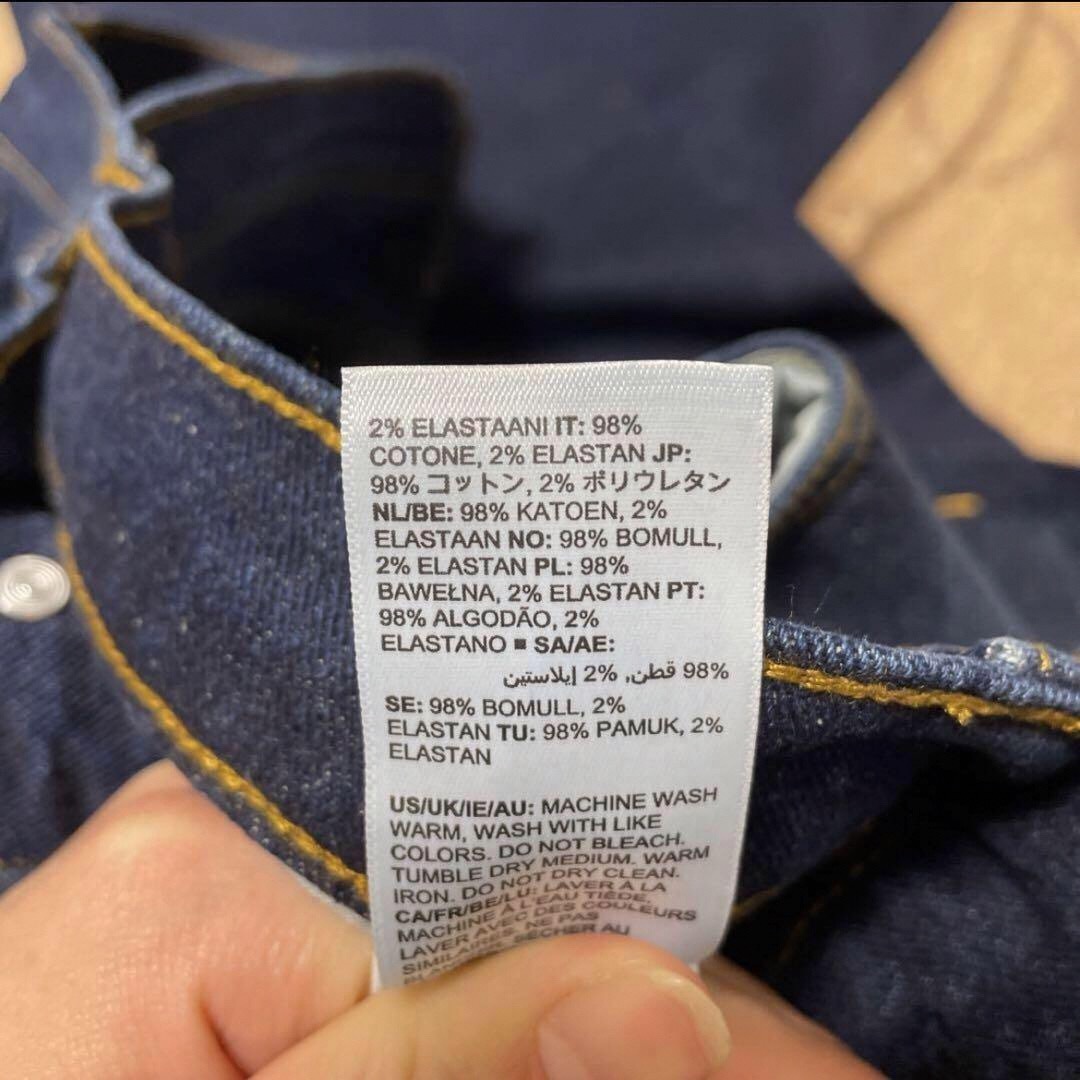 2% ELASTAANI IT: 98%
COTONE, 2% ELASTAN JP:
98% コットン, 2% ポリウレタン
NL/BE: 98% KATOEN, 2%
ELASTAAN NO: 98% BOMULL,
2% ELASTAN PL: 98%
BAWEŁNA, 2% ELASTAN PT:
98% ALGODÃO, 2%
ELASTANO ■ SA/AE:
98% قطن, 2% إيلاستين
SE: 98% BOMULL, 2%
ELASTAN TU: 98% PAMUK, 2%
ELASTAN
US/UK/IE/AU: MACHINE WASH
WARM, WASH WITH LIKE
COLORS. DO NOT BLEACH.
TUMBLE DRY MEDIUM. WARM
IRON. DO NOT DRY CLEAN.
CA/FR/BE/LU: LAVER À LA
MACHINE À L'EAU TIÈDE,
LAVER AVEC DES COULEURS
SIMILAIRES, NE PAS
SÉCHER AU